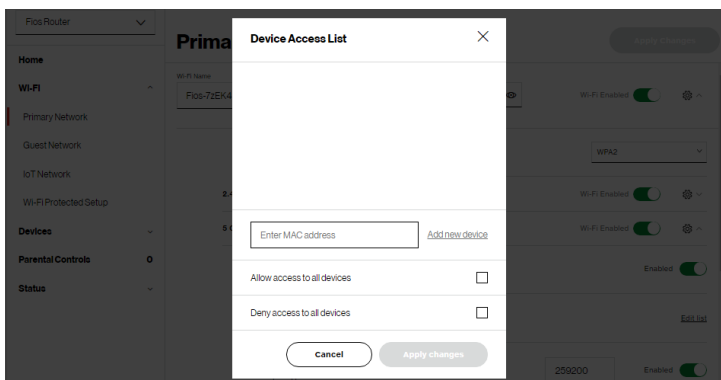 Fios Router
Home
Wi-Fi
Primary Network
Guest Network
IoT Network
Wi-Fi Protected Setup
Devices
Parental Controls 0
Status
Prima
Apply Changes
Wi-Fi Name
Fios-7zEK4
Wi-Fi Enabled
WPA2
2.4
Wi-Fi Enabled
5 G
Wi-Fi Enabled
Enabled
Edit list
259200 Enabled
Device Access List
Enter MAC address Add new device
Allow access to all devices
Deny access to all devices
Cancel Apply changes